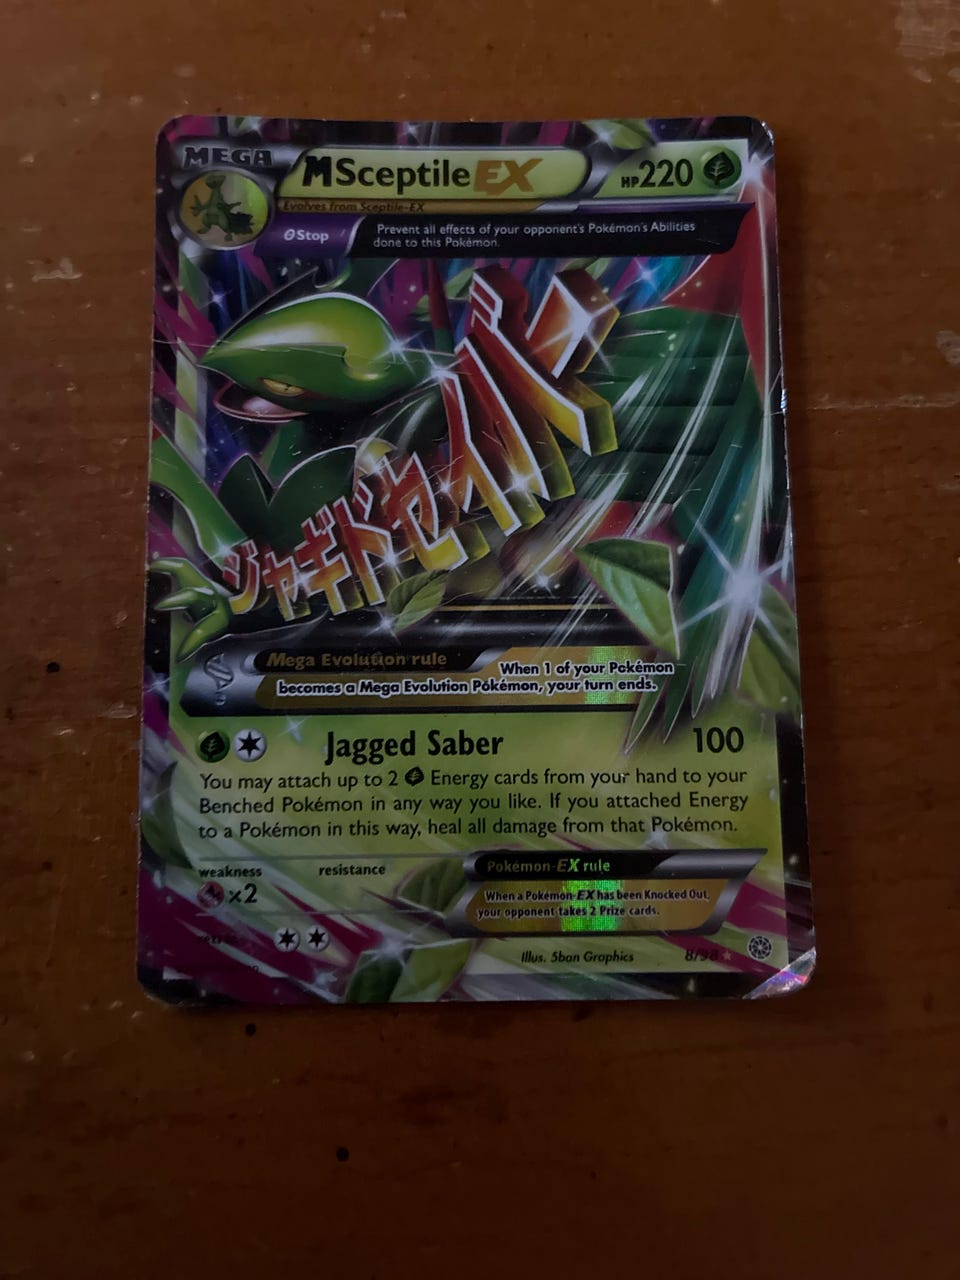 MEGA
MSceptile EX
HP220
Evolves from Sceptile-EX
θStop
Prevent all effects of your opponent's Pokémon's Abilities
done to this Pokémon.
ジャギドセイバー
Mega Evolution rule
When 1 of your Pokémon
becomes a Mega Evolution Pokémon, your turn ends.
Jagged Saber 100
You may attach up to 2 Energy cards from your hand to your
Benched Pokémon in any way you like. If you attached Energy
to a Pokémon in this way, heal all damage from that Pokémon.
weakness resistance
×2
Pokémon-EX rule
When a Pokémon-EX has been Knocked Out,
your opponent takes 2 Prize cards.
Illus. 5ban Graphics 8/98